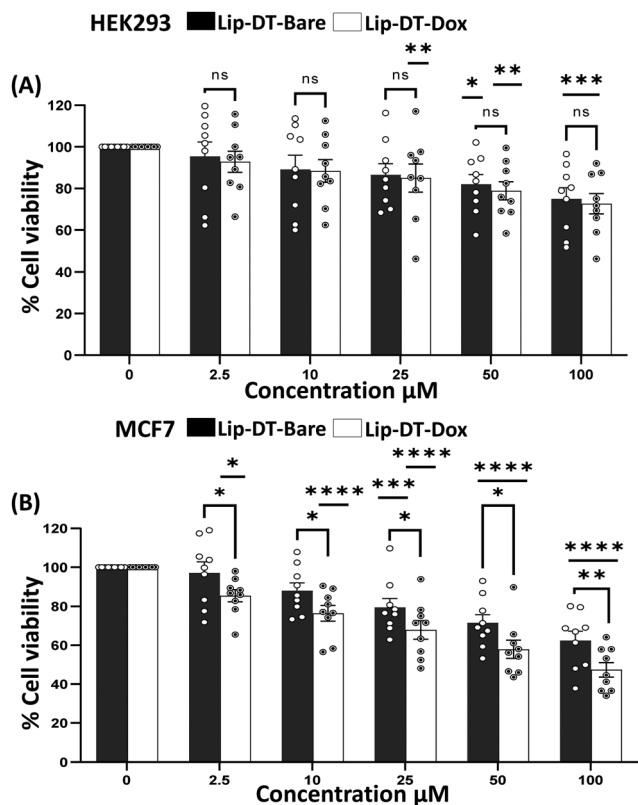 HEK293 Lip-DT-Bare Lip-DT-Dox
(A)
ns ns ns ** * ** ns *** ns
% Cell viability
120
100
80
60
40
20
0
0 2.5 10 25 50 100
Concentration µM
MCF7 Lip-DT-Bare Lip-DT-Dox
(B)
* * **** * *** **** * **** * **** **
% Cell viability
120
100
80
60
40
20
0
0 2.5 10 25 50 100
Concentration µM